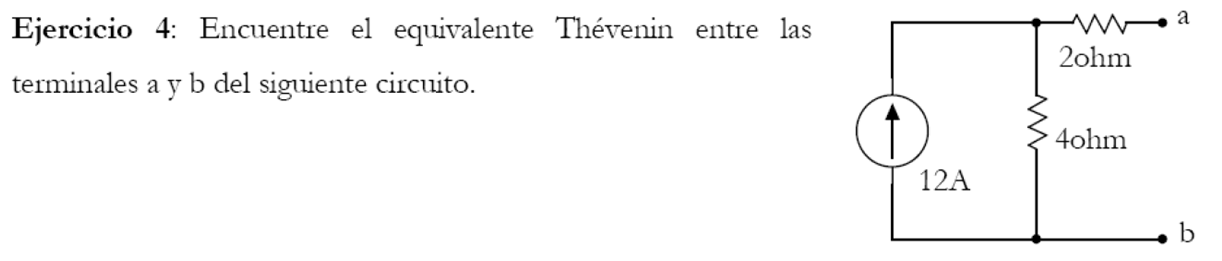 Ejercicio 4: Encuentre el equivalente Thévenin entre las
terminales a y b del siguiente circuito.
a
2ohm
4ohm
12A
b